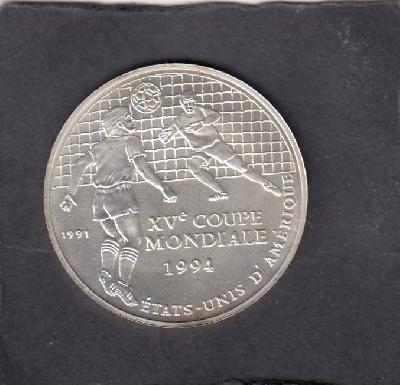 1991
XVe COUPE
MONDIALE
1994
ÉTATS-UNIS D'AMÉRIQUE